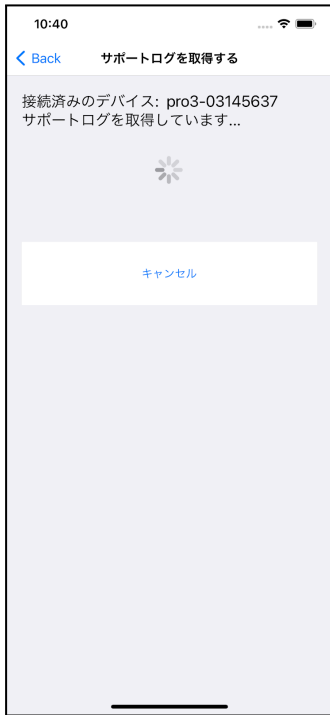 10:40
Back サポートログを取得する
接続済みのデバイス: pro3-03145637
サポートログを取得しています...
キャンセル